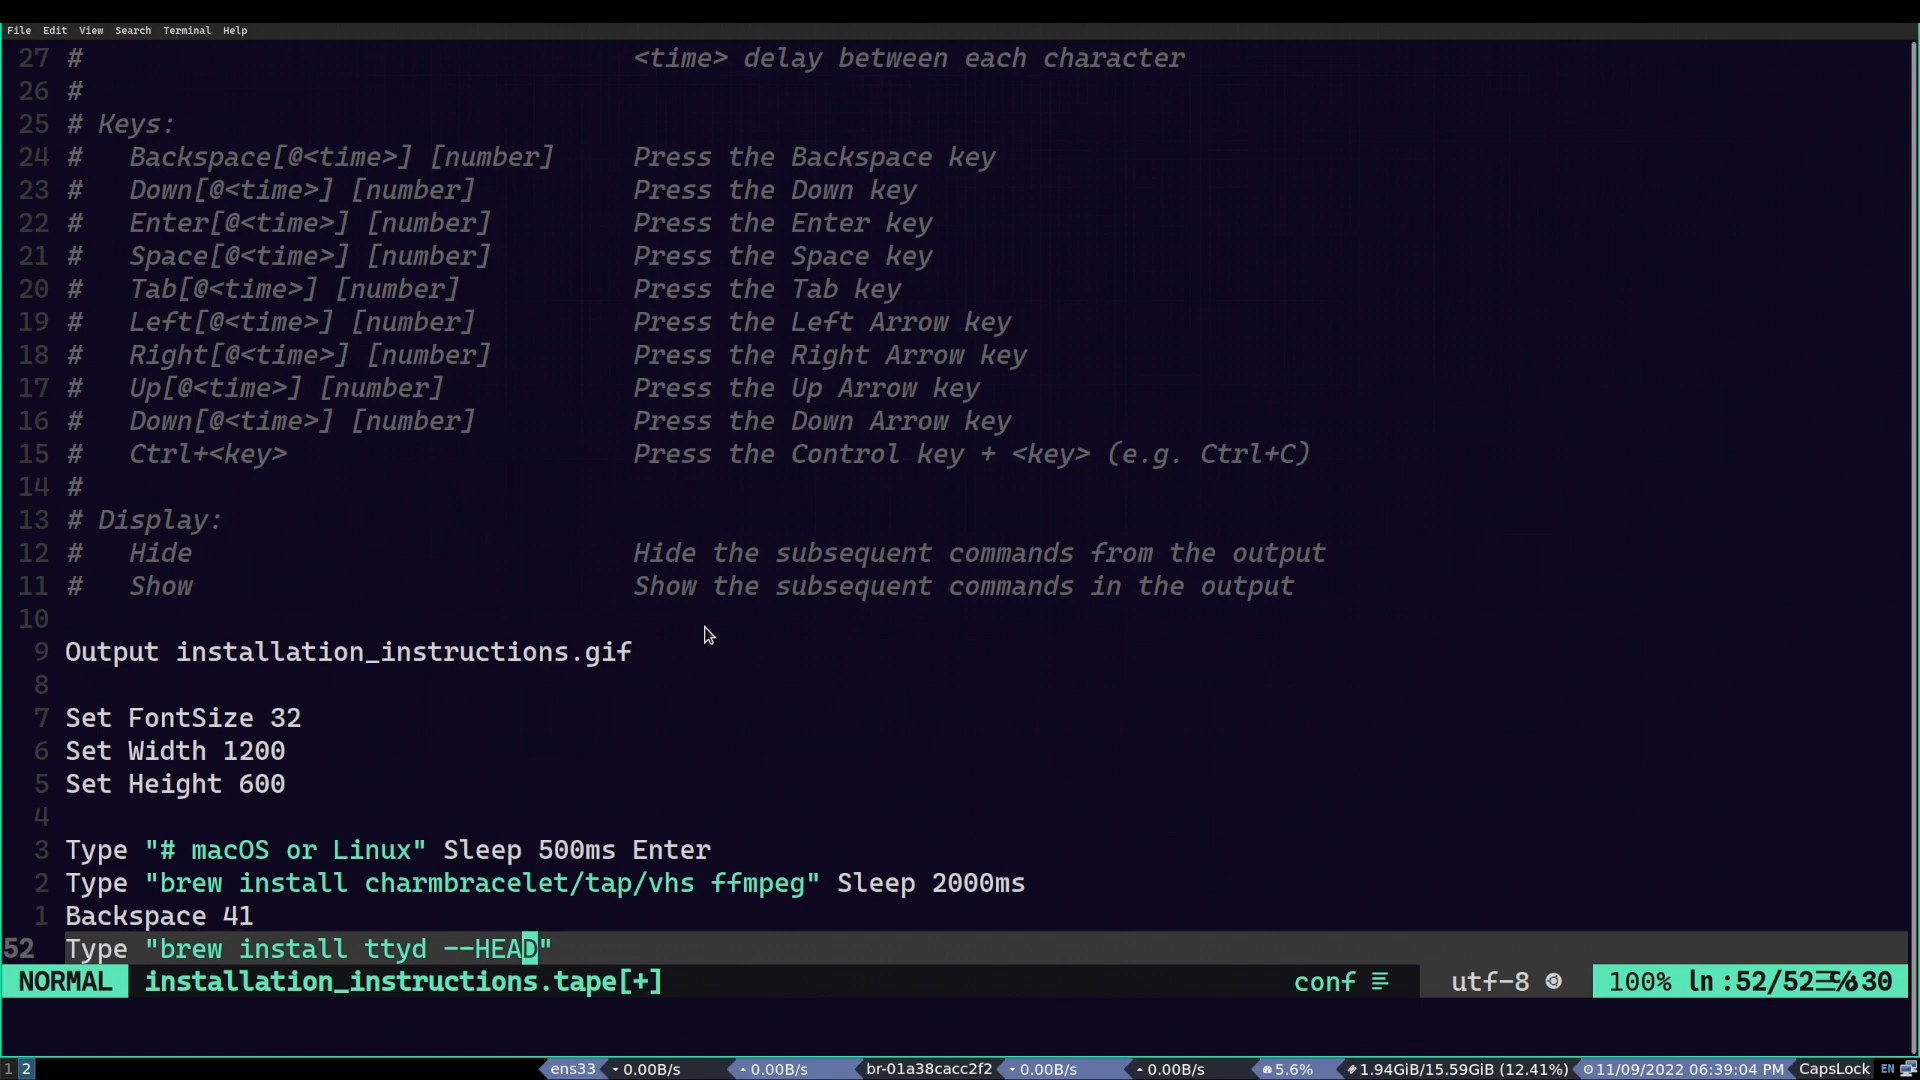 File Edit View Search Terminal Help
27 # <time> delay between each character
26 #
25 # Keys:
24 # Backspace[@<time>] [number] Press the Backspace key
23 # Down[@<time>] [number] Press the Down key
22 # Enter[@<time>] [number] Press the Enter key
21 # Space[@<time>] [number] Press the Space key
20 # Tab[@<time>] [number] Press the Tab key
19 # Left[@<time>] [number] Press the Left Arrow key
18 # Right[@<time>] [number] Press the Right Arrow key
17 # Up[@<time>] [number] Press the Up Arrow key
16 # Down[@<time>] [number] Press the Down Arrow key
15 # Ctrl+<key> Press the Control key + <key> (e.g. Ctrl+C)
14 #
13 # Display:
12 # Hide Hide the subsequent commands from the output
11 # Show Show the subsequent commands in the output
10
9 Output installation_instructions.gif
8
7 Set FontSize 32
6 Set Width 1200
5 Set Height 600
4
3 Type "# macOS or Linux" Sleep 500ms Enter
2 Type "brew install charmbracelet/tap/vhs ffmpeg" Sleep 2000ms
1 Backspace 41
52 Type "brew install ttyd --HEAD"
NORMAL installation_instructions.tape[+] conf utf-8 100% ln :52/52 30
1 2 ens33 0.00B/s 0.00B/s br-01a38cacc2f2 0.00B/s 0.00B/s 5.6% 1.94GiB/15.59GiB (12.41%) 11/09/2022 06:39:04 PM CapsLock EN